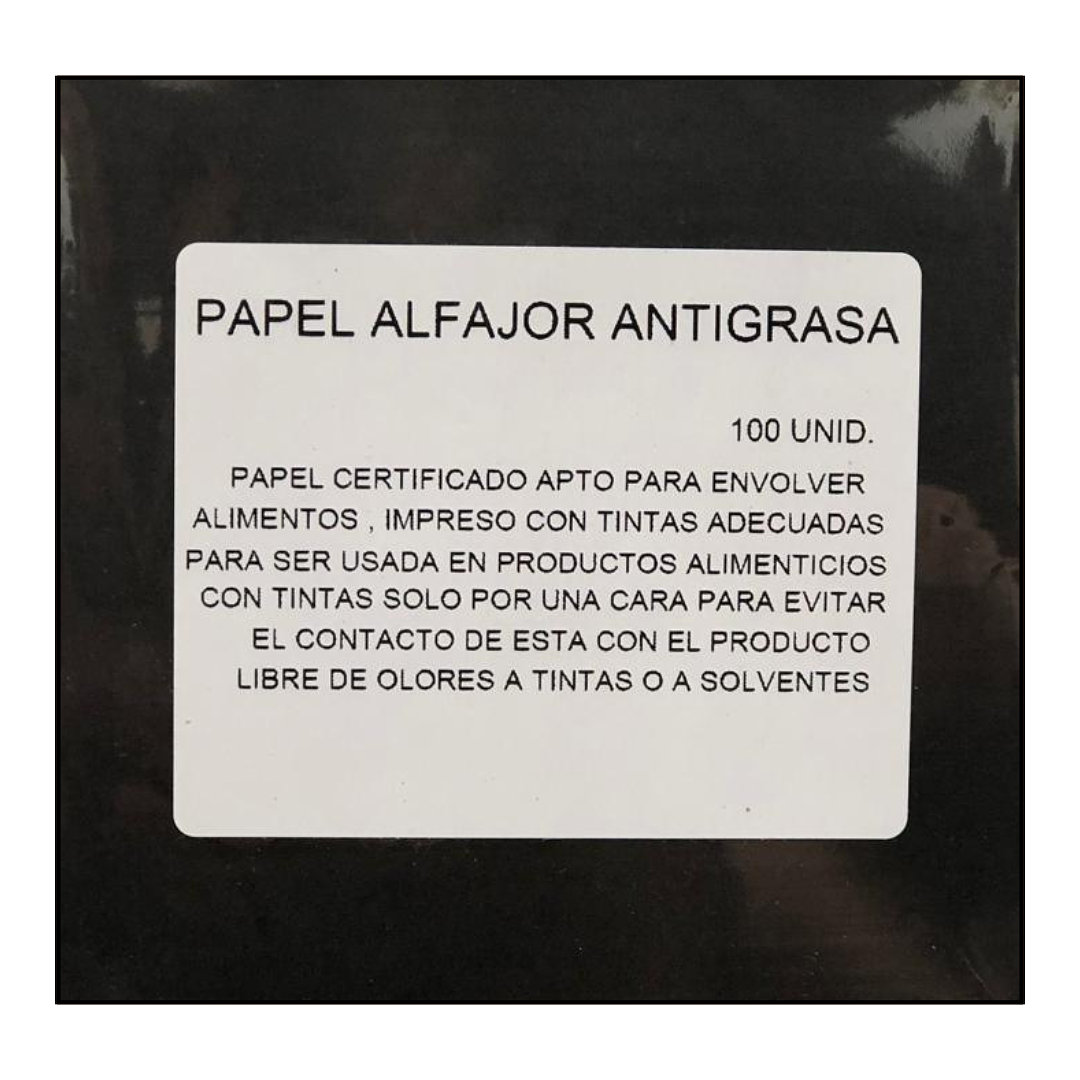 PAPEL ALFAJOR ANTIGRASA
100 UNID.
PAPEL CERTIFICADO APTO PARA ENVOLVER
ALIMENTOS , IMPRESO CON TINTAS ADECUADAS
PARA SER USADA EN PRODUCTOS ALIMENTICIOS
CON TINTAS SOLO POR UNA CARA PARA EVITAR
EL CONTACTO DE ESTA CON EL PRODUCTO
LIBRE DE OLORES A TINTAS O A SOLVENTES